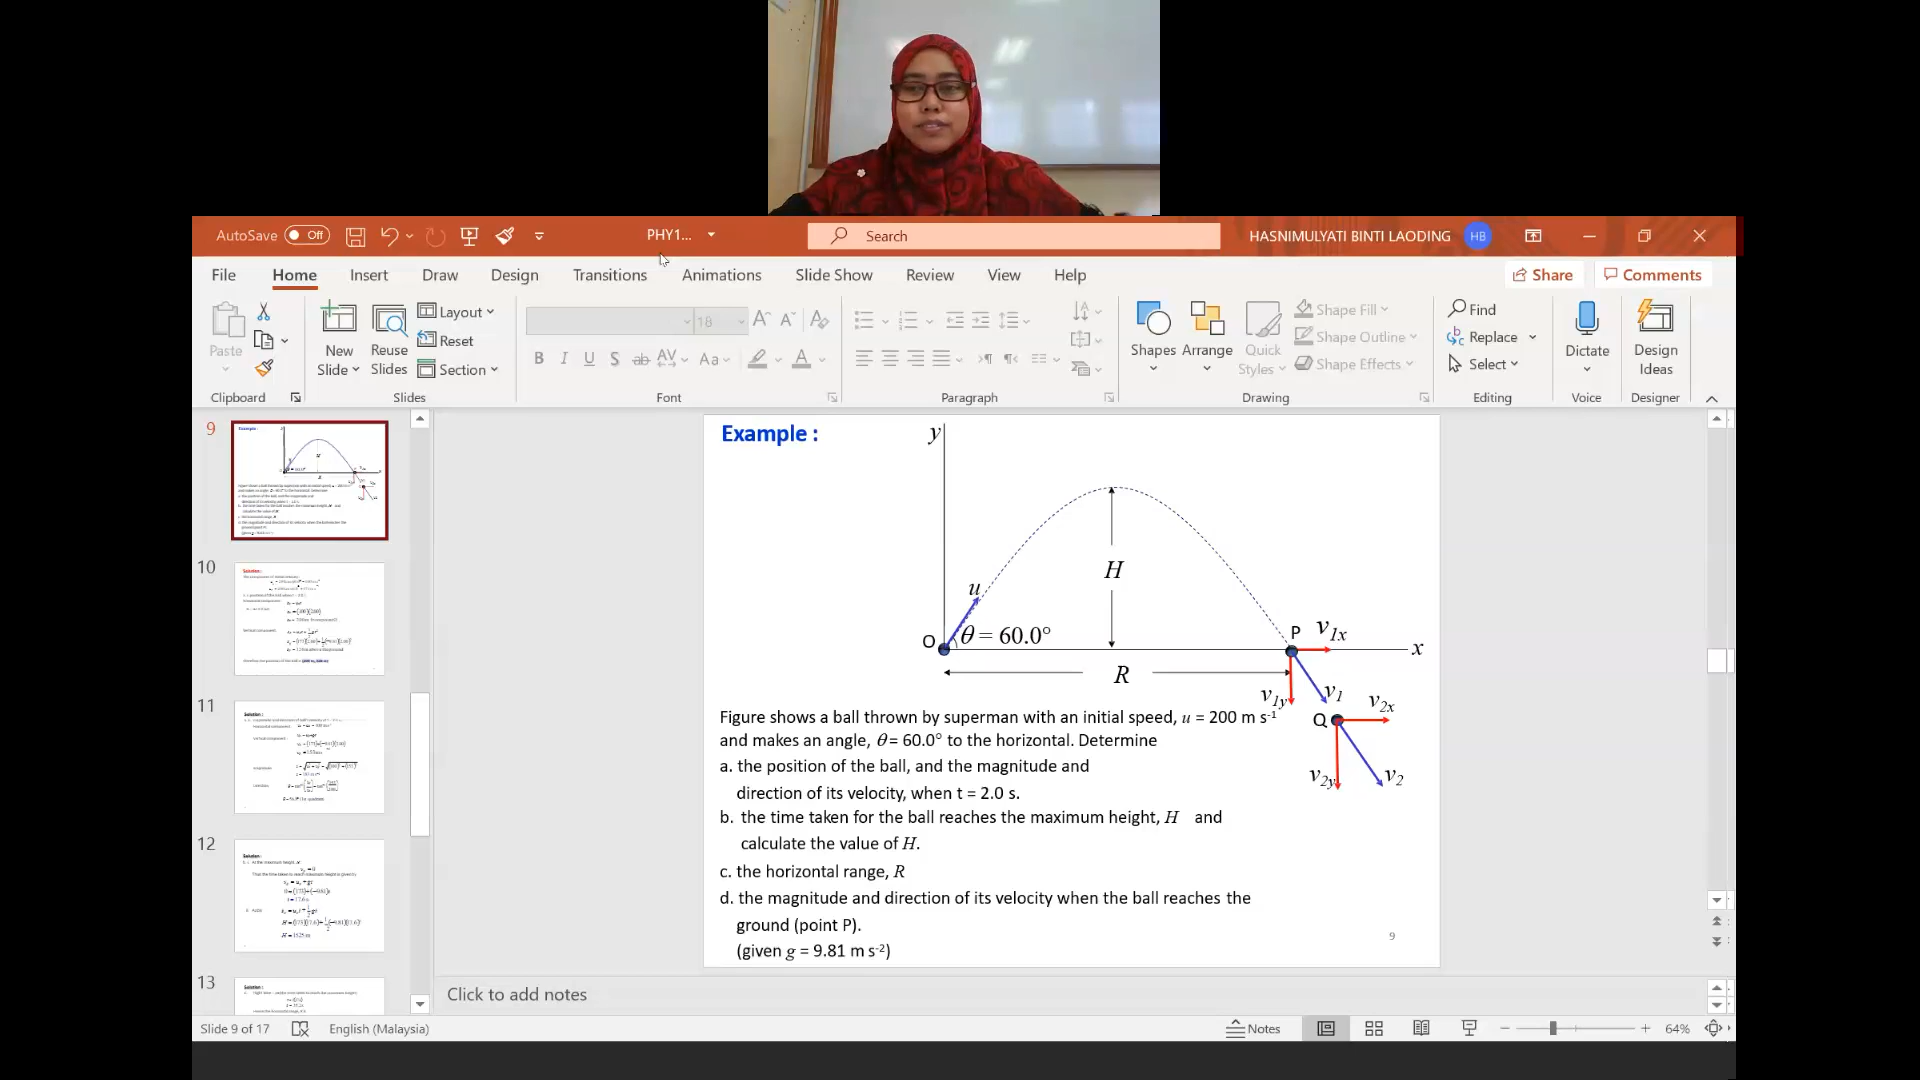 AutoSave Off PHY1... Search HASNIMULYATI BINTI LAODING HB
File Home Insert Draw Design Transitions Animations Slide Show Review View Help Share Comments
Paste New Slide Reuse Slides Layout Reset Section
18
B I U S ab AV Aa A
Shapes Arrange Quick Styles Shape Fill Shape Outline Shape Effects
Find Replace Select
Dictate Design Ideas
Clipboard Slides Font Paragraph Drawing Editing Voice Designer
9
10
11
12
13
Example :
y
H
u
O θ = 60.0° P v1x x
R
v1y v1 v2x
Q
v2y v2
Figure shows a ball thrown by superman with an initial speed, u = 200 m s-1
and makes an angle, θ = 60.0° to the horizontal. Determine
a. the position of the ball, and the magnitude and
direction of its velocity, when t = 2.0 s.
b. the time taken for the ball reaches the maximum height, H and
calculate the value of H.
c. the horizontal range, R
d. the magnitude and direction of its velocity when the ball reaches the
ground (point P).
(given g = 9.81 m s-2)
9
Click to add notes
Slide 9 of 17 English (Malaysia) Notes 64%